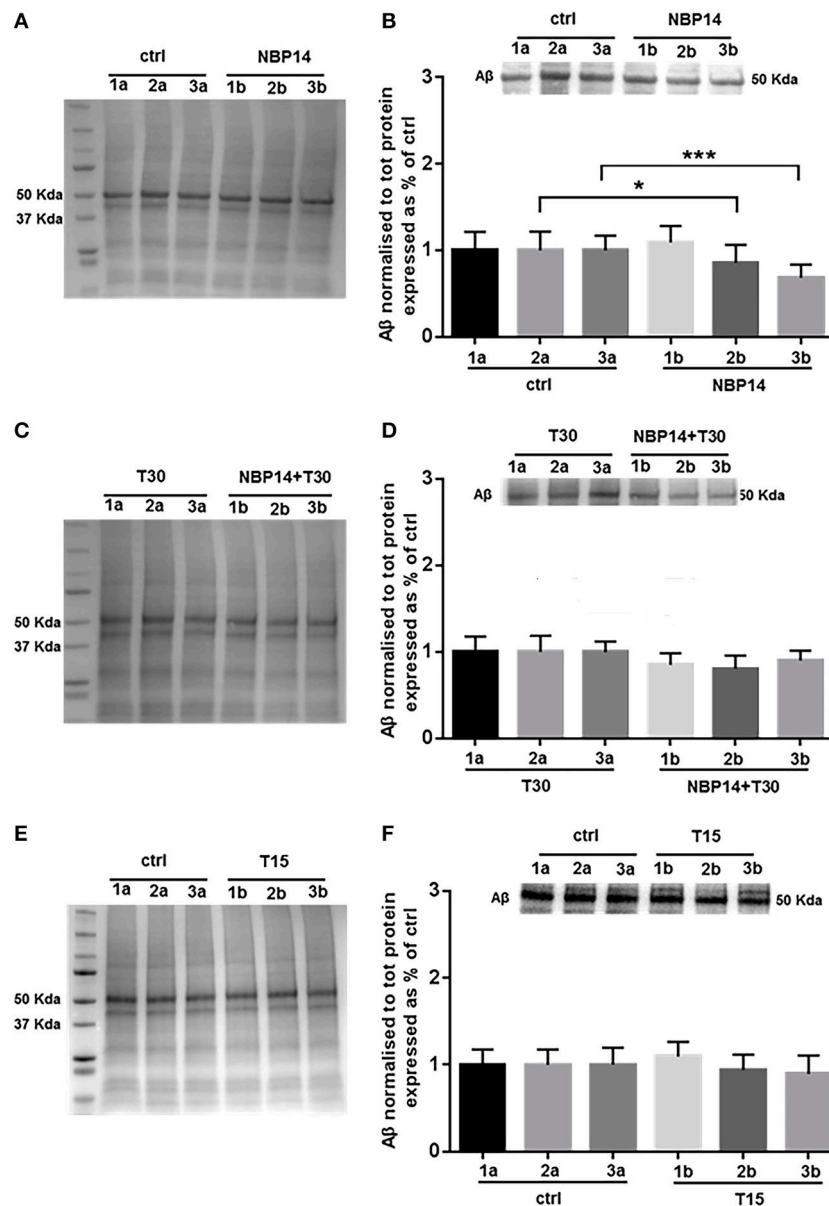 A
ctrl NBP14
1a 2a 3a 1b 2b 3b
50 Kda
37 Kda
B
ctrl NBP14
1a 2a 3a 1b 2b 3b
Aβ 50 Kda
Aβ normalised to tot protein
expressed as % of ctrl
3
2
1
0
*
***
1a 2a 3a 1b 2b 3b
ctrl NBP14
C
T30 NBP14+T30
1a 2a 3a 1b 2b 3b
50 Kda
37 Kda
D
T30 NBP14+T30
1a 2a 3a 1b 2b 3b
Aβ 50 Kda
Aβ normalised to tot protein
expressed as % of ctrl
3
2
1
0
1a 2a 3a 1b 2b 3b
T30 NBP14+T30
E
ctrl T15
1a 2a 3a 1b 2b 3b
50 Kda
37 Kda
F
ctrl T15
1a 2a 3a 1b 2b 3b
Aβ 50 Kda
Aβ normalised to tot protein
expressed as % of ctrl
3
2
1
0
1a 2a 3a 1b 2b 3b
ctrl T15